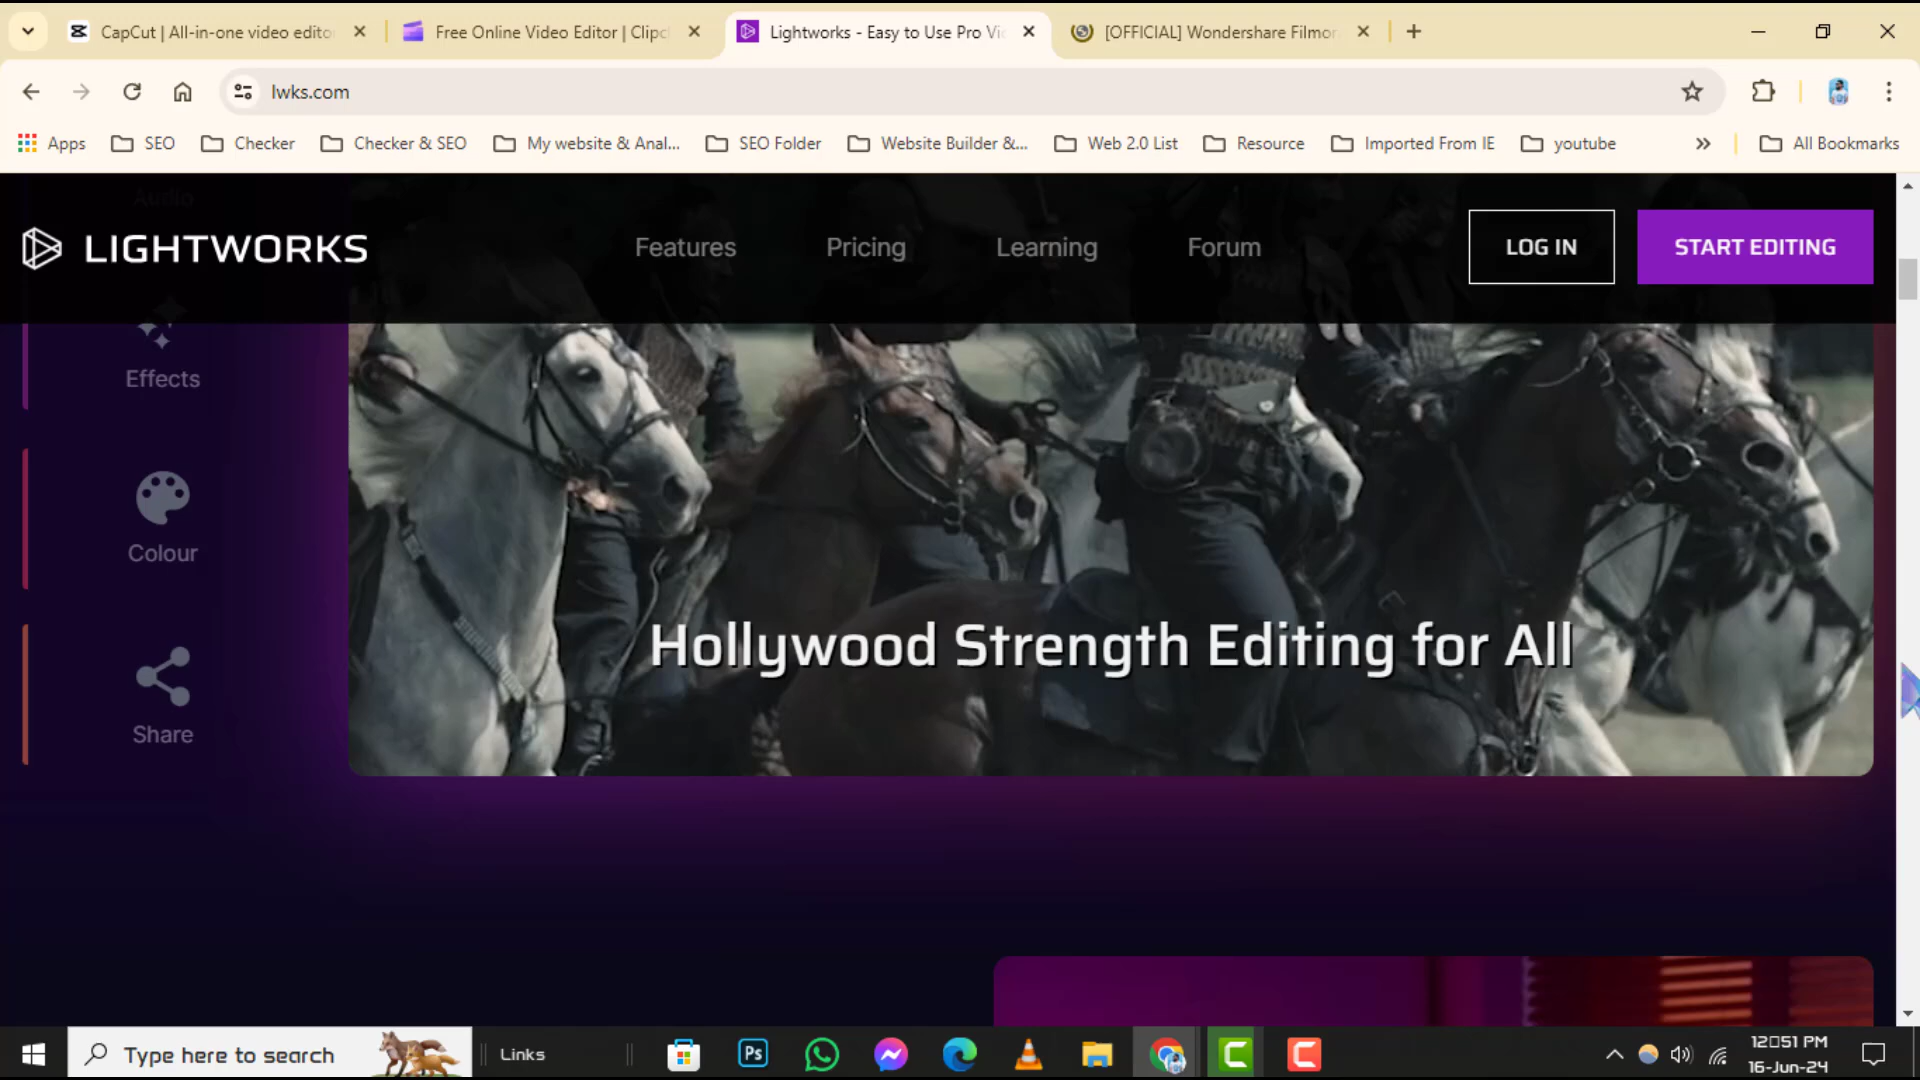 CapCut | All-in-one video edito
Free Online Video Editor | Clipc
Lightworks - Easy to Use Pro Vi
[OFFICIAL] Wondershare Filmor
lwks.com
Apps
SEO
Checker
Checker & SEO
My website & Anal...
SEO Folder
Website Builder &...
Web 2.0 List
Resource
Imported From IE
youtube
All Bookmarks
Audio
LIGHTWORKS
Features
Pricing
Learning
Forum
LOG IN
START EDITING
Effects
Colour
Share
Hollywood Strength Editing for All
Type here to search
Links
Ps
12▯51 PM
16-Jun-24